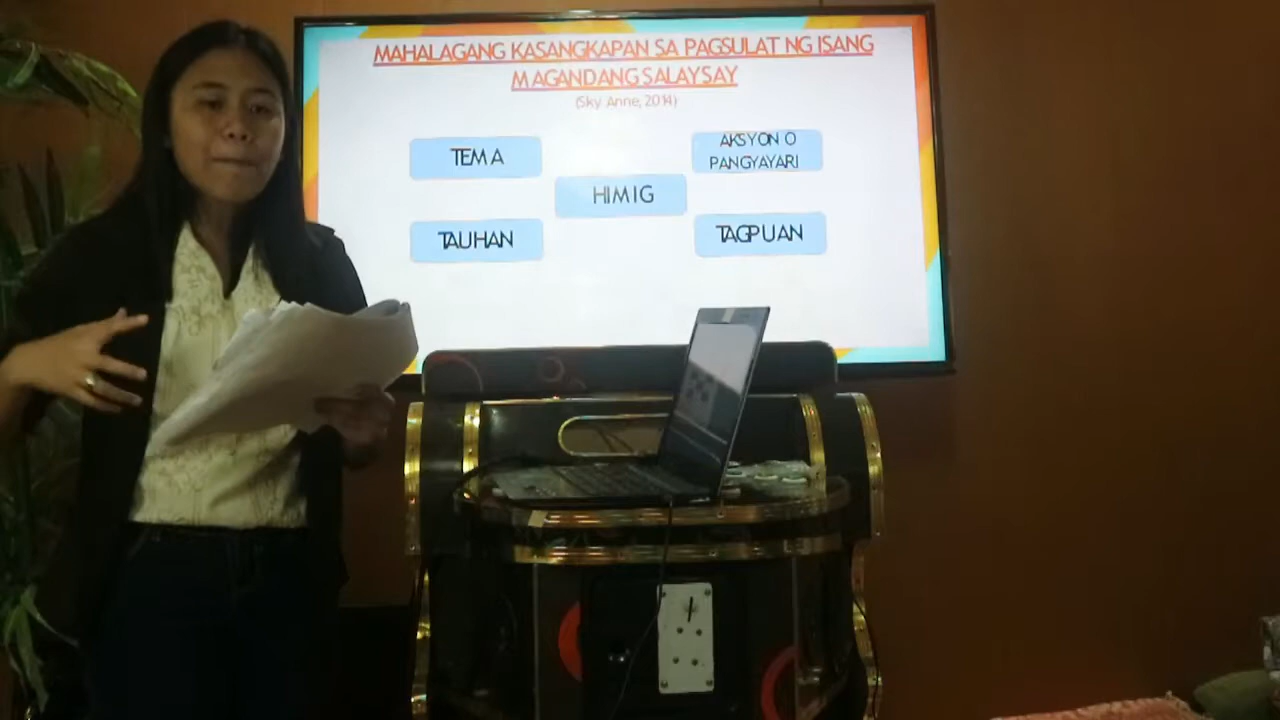 MAHALAGANG KASANGKAPAN SA PAGSULAT NG ISANG
MAGANDANG SALAYSAY
(Sky Anne, 2014)
TEMA
AKSYON O
PANGYAYARI
HIMIG
TAUHAN
TAGPUAN